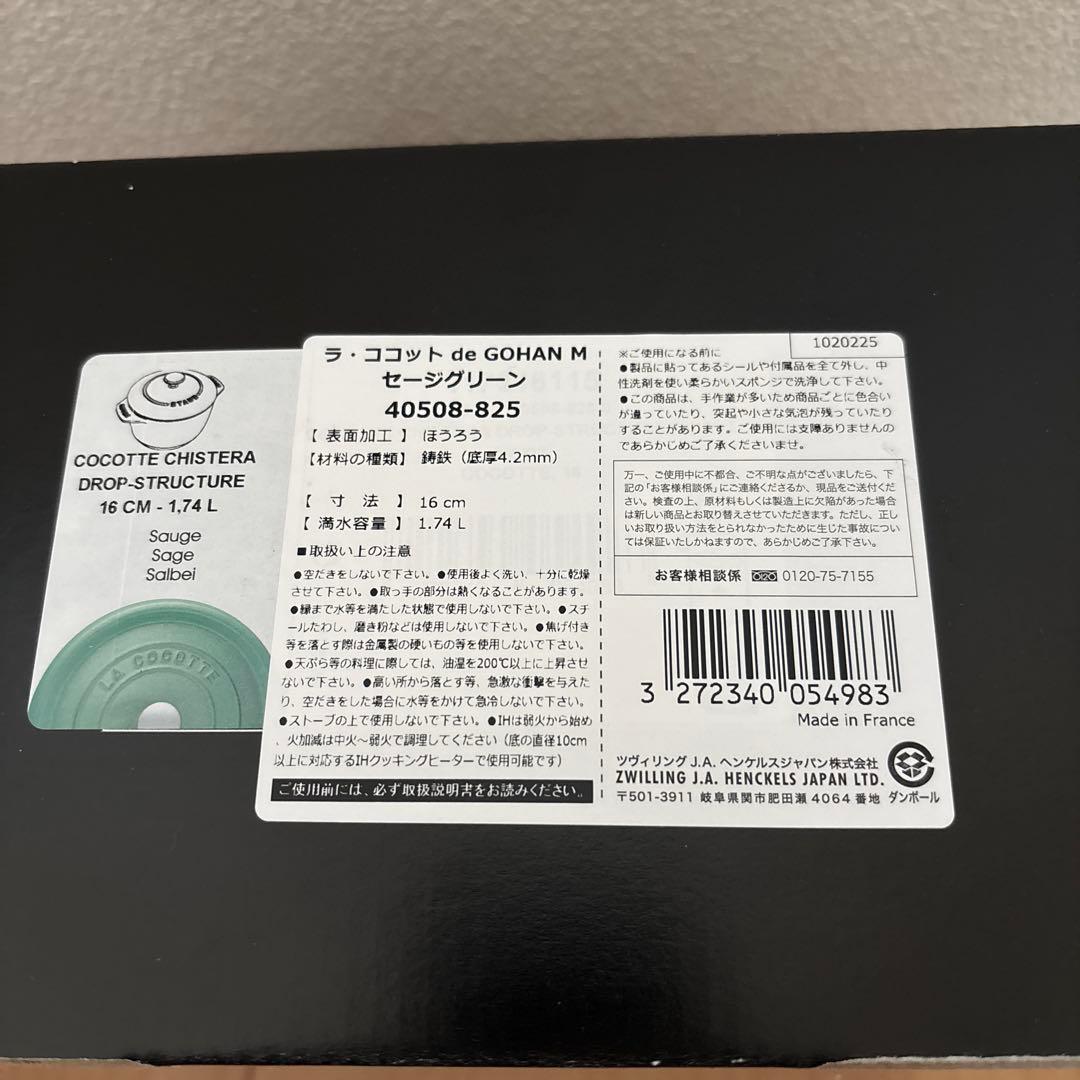 STAUB
COCOTTE CHISTERA
DROP-STRUCTURE
16 CM - 1,74 L
Sauge
Sage
Salbei
LA COCOTTE
ラ・ココット de GOHAN M
セージグリーン
40508-825
【 表面加工 】 ほうろう
【材料の種類】 鋳鉄（底厚4.2mm）
【 寸 法 】 16 cm
【 満水容量 】 1.74 L
■取扱い上の注意
●空だきをしないで下さい。●使用後よく洗い、十分に乾燥
させて下さい。●取っ手の部分は熱くなることがあります。
●縁まで水等を満たした状態で使用しないで下さい。●スチ
ールたわし、磨き粉などは使用しないで下さい。●焦げ付き
等を落とす際は金属製の硬いもの等を使用しないで下さい。
●天ぷら等の料理に際しては、油温を200℃以上に上昇させ
ないで下さい。●高い所から落とす等、急激な衝撃を与えた
り、空だきをした場合に水等をかけて急冷しないで下さい。
●ストーブの上で使用しないで下さい。●IHは弱火から始め
、火加減は中火～弱火で調理してください（底の直径10cm
以上に対応するIHクッキングヒーターで使用可能です）
ご使用前には、必ず取扱説明書をお読みください。
1020225
※ご使用になる前に
●製品に貼ってあるシールや付属品を全て外し、中
性洗剤を使い柔らかいスポンジで洗浄して下さい。
●この商品は、手作業が多いため商品ごとに色合い
が違っていたり、突起や小さな気泡が残っていたり
することがあります。ご使用には支障ありませんの
であらかじめご了承くださいませ。
万一、ご使用中に不都合、ご不明な点がございましたら、下
記の「お客様相談係」にご連絡くださるか、現品をご送付くださ
い。検査の上、原材料もしくは製造上に欠陥があった場合
は新しい商品とお取り替えさせていただきます。ただし、正し
いお取り扱い方法をとられなかったために生じた事故につい
ては保証いたしかねますので、あらかじめご了承下さい。
お客様相談係 0120-75-7155
3 272340 054983
Made in France
ツヴィリング J.A. ヘンケルスジャパン株式会社
ZWILLING J.A. HENCKELS JAPAN LTD.
〒501-3911 岐阜県関市肥田瀬 4064 番地 ダンボール